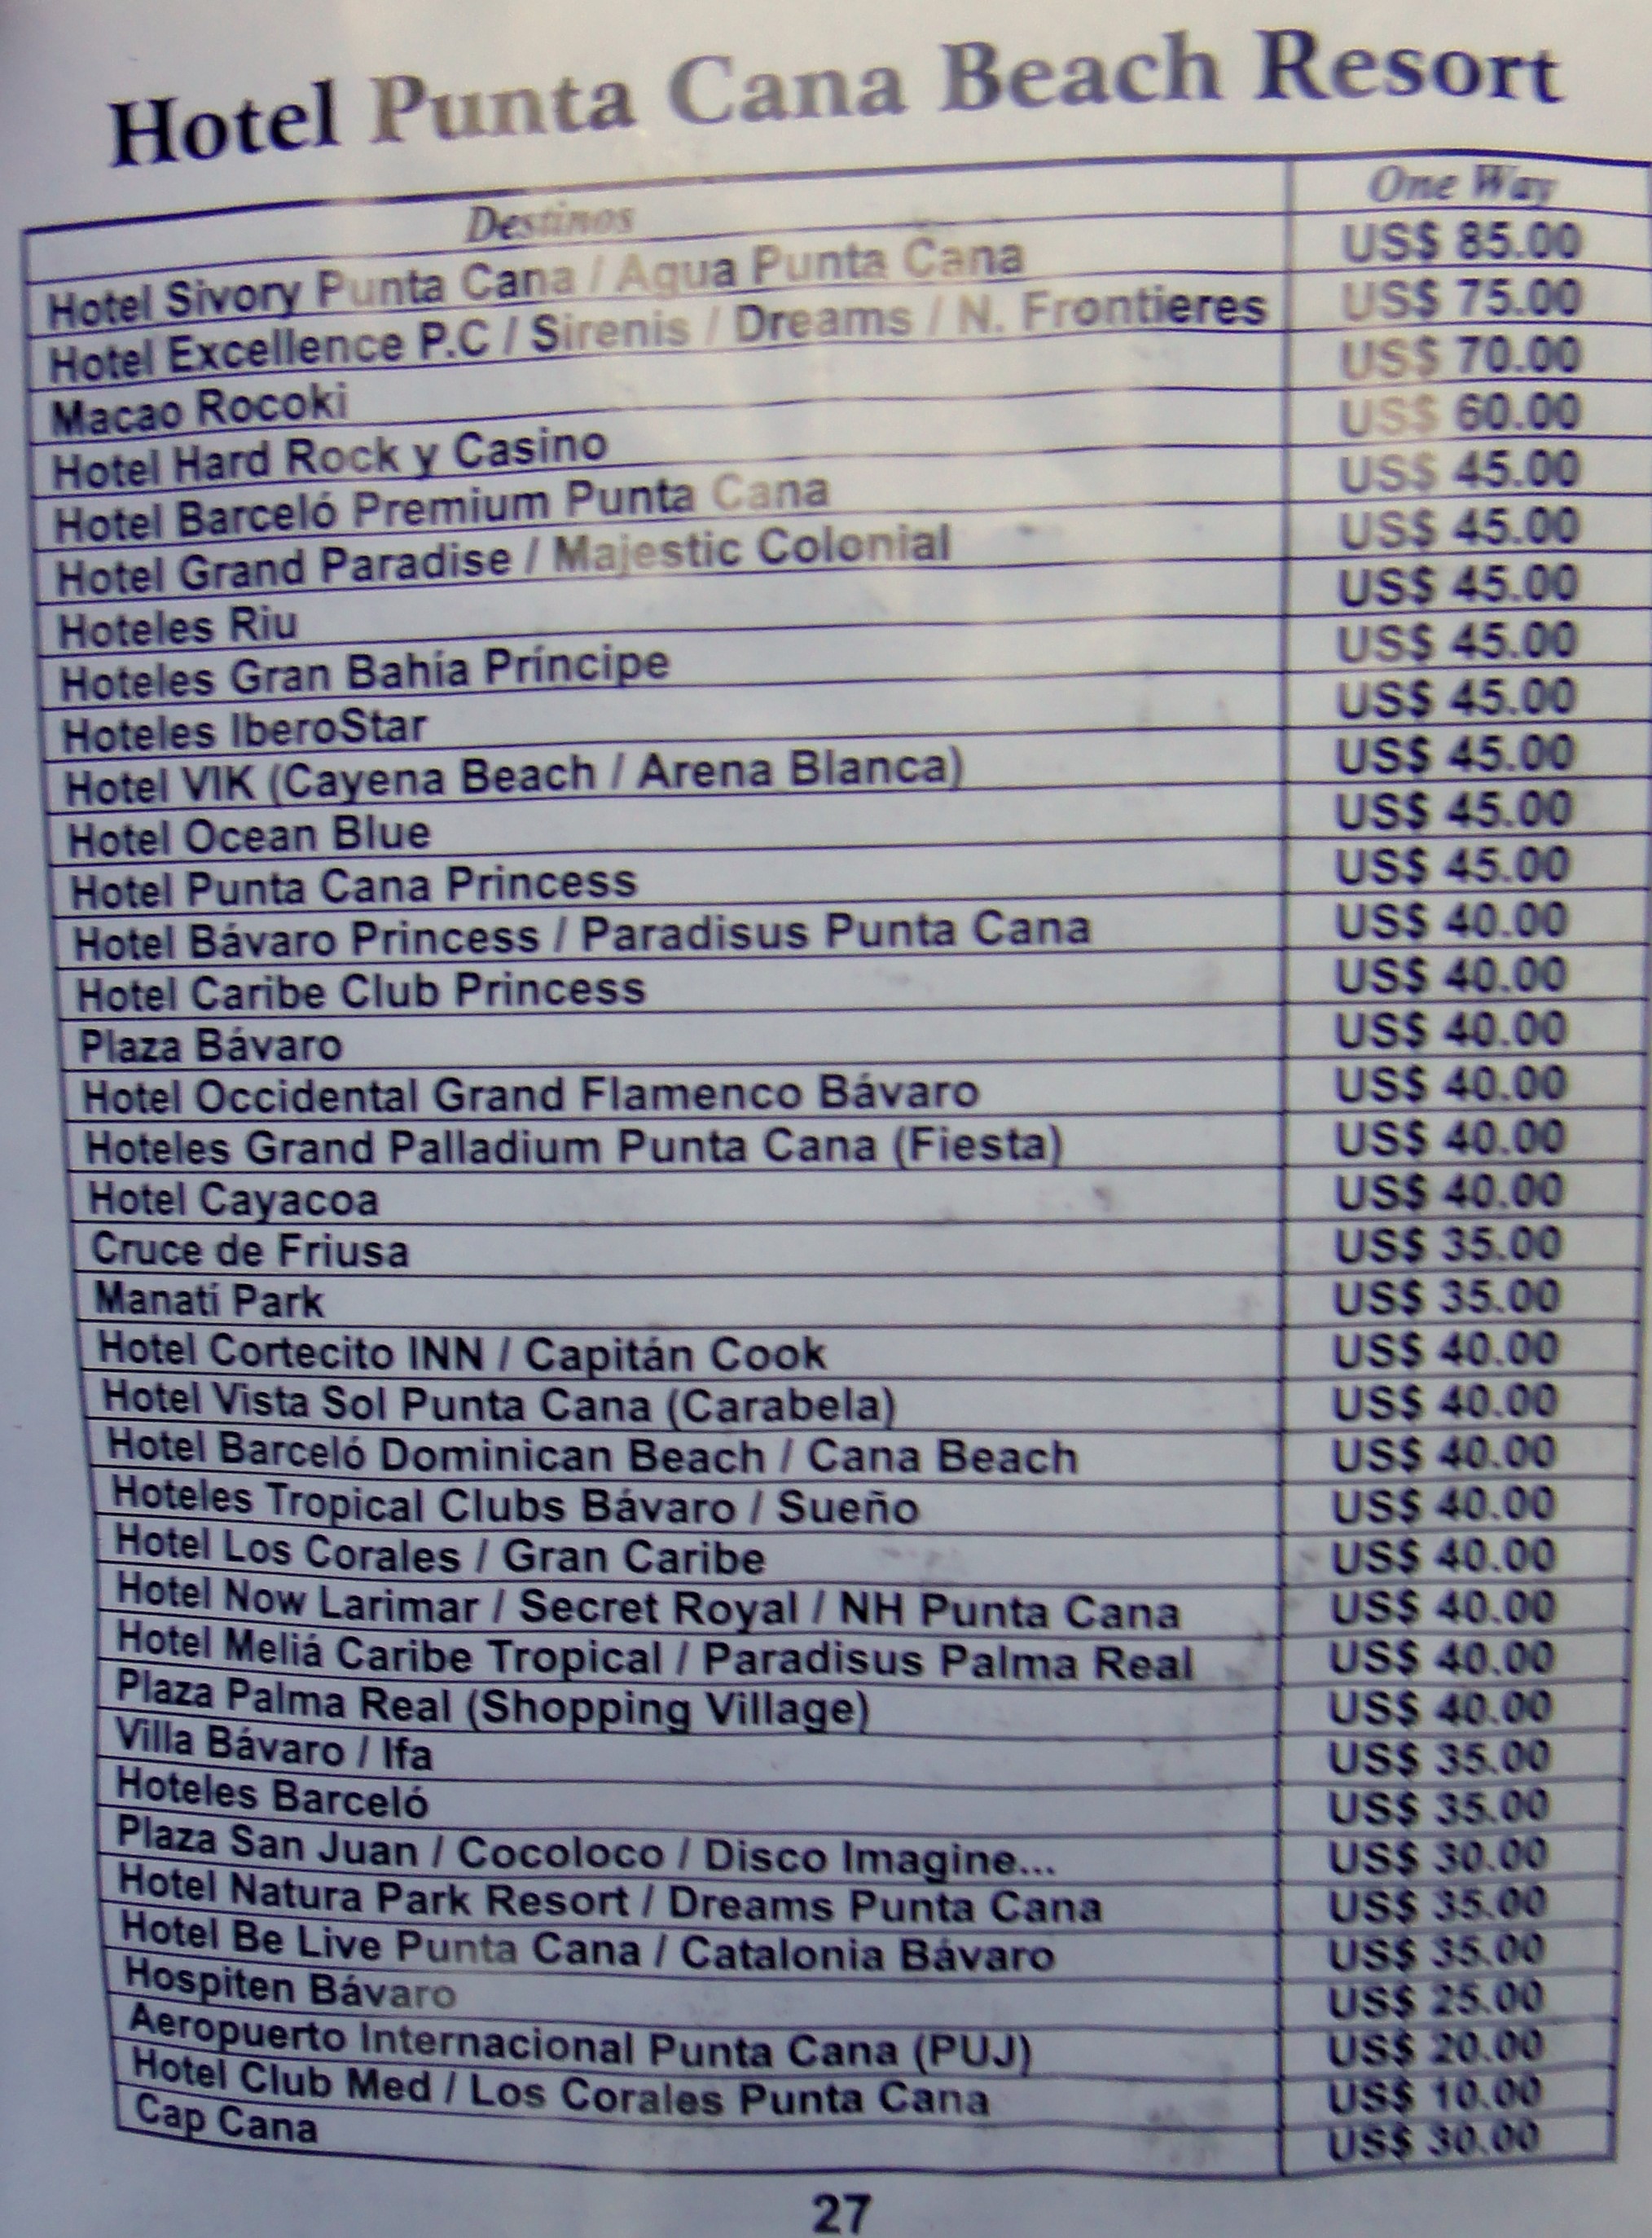 Hotel Punta Cana Beach Resort
Destinos One Way
Hotel Sivory Punta Cana / Agua Punta Cana US$ 85.00
Hotel Excellence P.C / Sirenis / Dreams / N. Frontieres US$ 75.00
Macao Rocoki US$ 70.00
Hotel Hard Rock y Casino US$ 60.00
Hotel Barceló Premium Punta Cana US$ 45.00
Hotel Grand Paradise / Majestic Colonial US$ 45.00
Hoteles Riu US$ 45.00
Hoteles Gran Bahía Príncipe US$ 45.00
Hoteles IberoStar US$ 45.00
Hotel VIK (Cayena Beach / Arena Blanca) US$ 45.00
Hotel Ocean Blue US$ 45.00
Hotel Punta Cana Princess US$ 45.00
Hotel Bávaro Princess / Paradisus Punta Cana US$ 40.00
Hotel Caribe Club Princess US$ 40.00
Plaza Bávaro US$ 40.00
Hotel Occidental Grand Flamenco Bávaro US$ 40.00
Hoteles Grand Palladium Punta Cana (Fiesta) US$ 40.00
Hotel Cayacoa US$ 40.00
Cruce de Friusa US$ 35.00
Manatí Park US$ 35.00
Hotel Cortecito INN / Capitán Cook US$ 40.00
Hotel Vista Sol Punta Cana (Carabela) US$ 40.00
Hotel Barceló Dominican Beach / Cana Beach US$ 40.00
Hoteles Tropical Clubs Bávaro / Sueño US$ 40.00
Hotel Los Corales / Gran Caribe US$ 40.00
Hotel Now Larimar / Secret Royal / NH Punta Cana US$ 40.00
Hotel Meliá Caribe Tropical / Paradisus Palma Real US$ 40.00
Plaza Palma Real (Shopping Village) US$ 40.00
Villa Bávaro / Ifa US$ 35.00
Hoteles Barceló US$ 35.00
Plaza San Juan / Cocoloco / Disco Imagine... US$ 30.00
Hotel Natura Park Resort / Dreams Punta Cana US$ 35.00
Hotel Be Live Punta Cana / Catalonia Bávaro US$ 35.00
Hospiten Bávaro US$ 25.00
Aeropuerto Internacional Punta Cana (PUJ) US$ 20.00
Hotel Club Med / Los Corales Punta Cana US$ 10.00
Cap Cana US$ 30.00
27